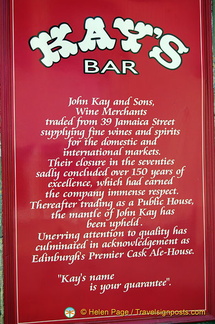 KAY'S
BAR
John Kay and Sons,
Wine Merchants
traded from 39 Jamaica Street
supplying fine wines and spirits
for the domestic and
international markets.
Their closure in the seventies
sadly concluded over 150 years of
excellence, which had earned
the company immense respect.
Thereafter trading as a Public House,
the mantle of John Kay has
been upheld.
Unerring attention to quality has
culminated in acknowledgement as
Edinburgh's Premier Cask Ale-House.
"Kay's name
is your guarantee".
© Helen Page / Travelsignposts.com